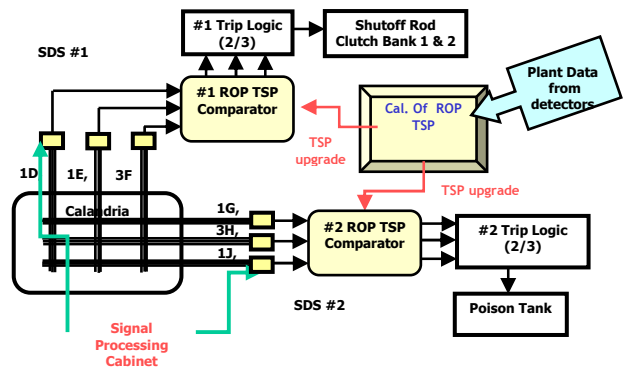 #1 Trip Logic
(2/3)
Shutoff Rod
Clutch Bank 1 & 2
SDS #1
Plant Data
from
detectors
#1 ROP TSP
Comparator
Cal. Of ROP
TSP
TSP
upgrade
1D
1E,
3F
TSP upgrade
Calandria
1G,
3H,
1J,
#2 ROP TSP
Comparator
#2 Trip Logic
(2/3)
SDS #2
Poison Tank
Signal
Processing
Cabinet